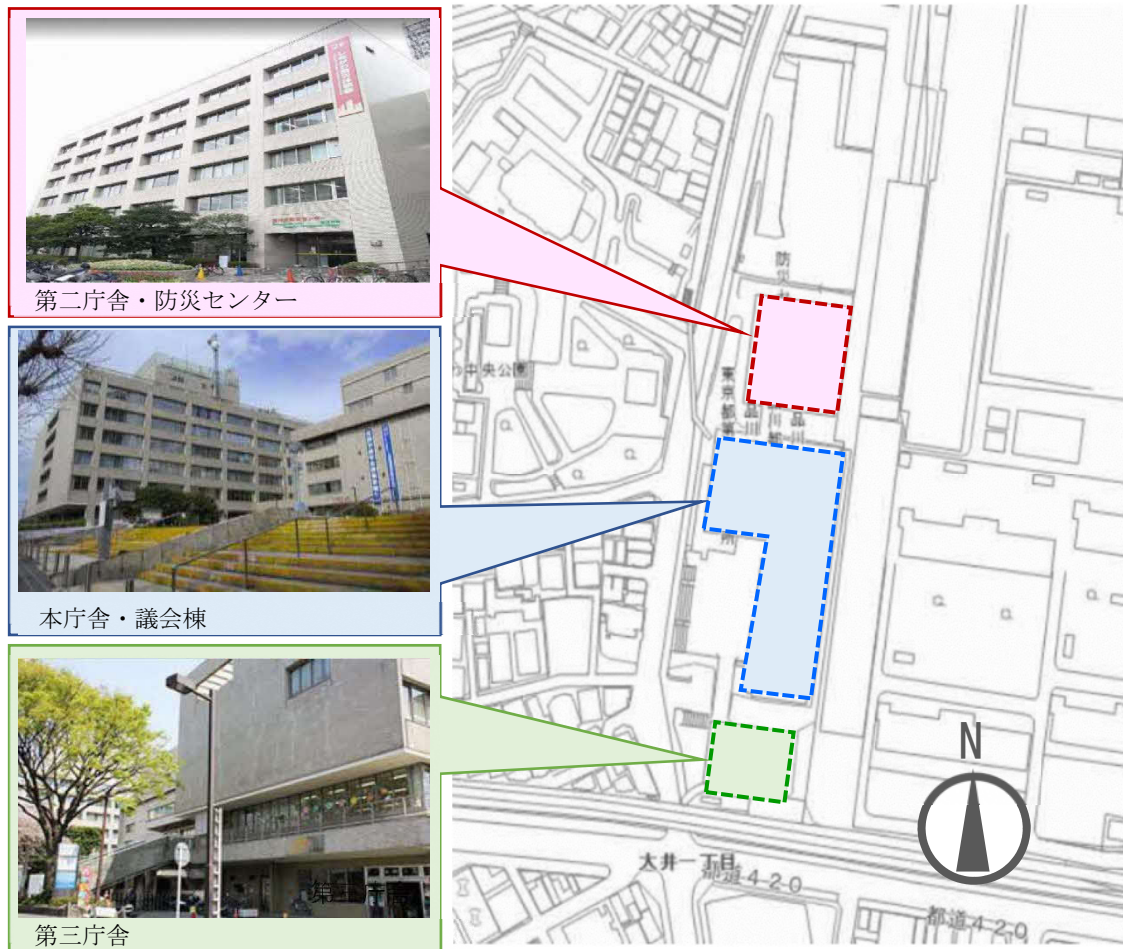 第二庁舎・防災センター
本庁舎・議会棟
第三庁舎
防災
中央公園
東京都
品川
品川
N
大井一丁目
都道420
都道420